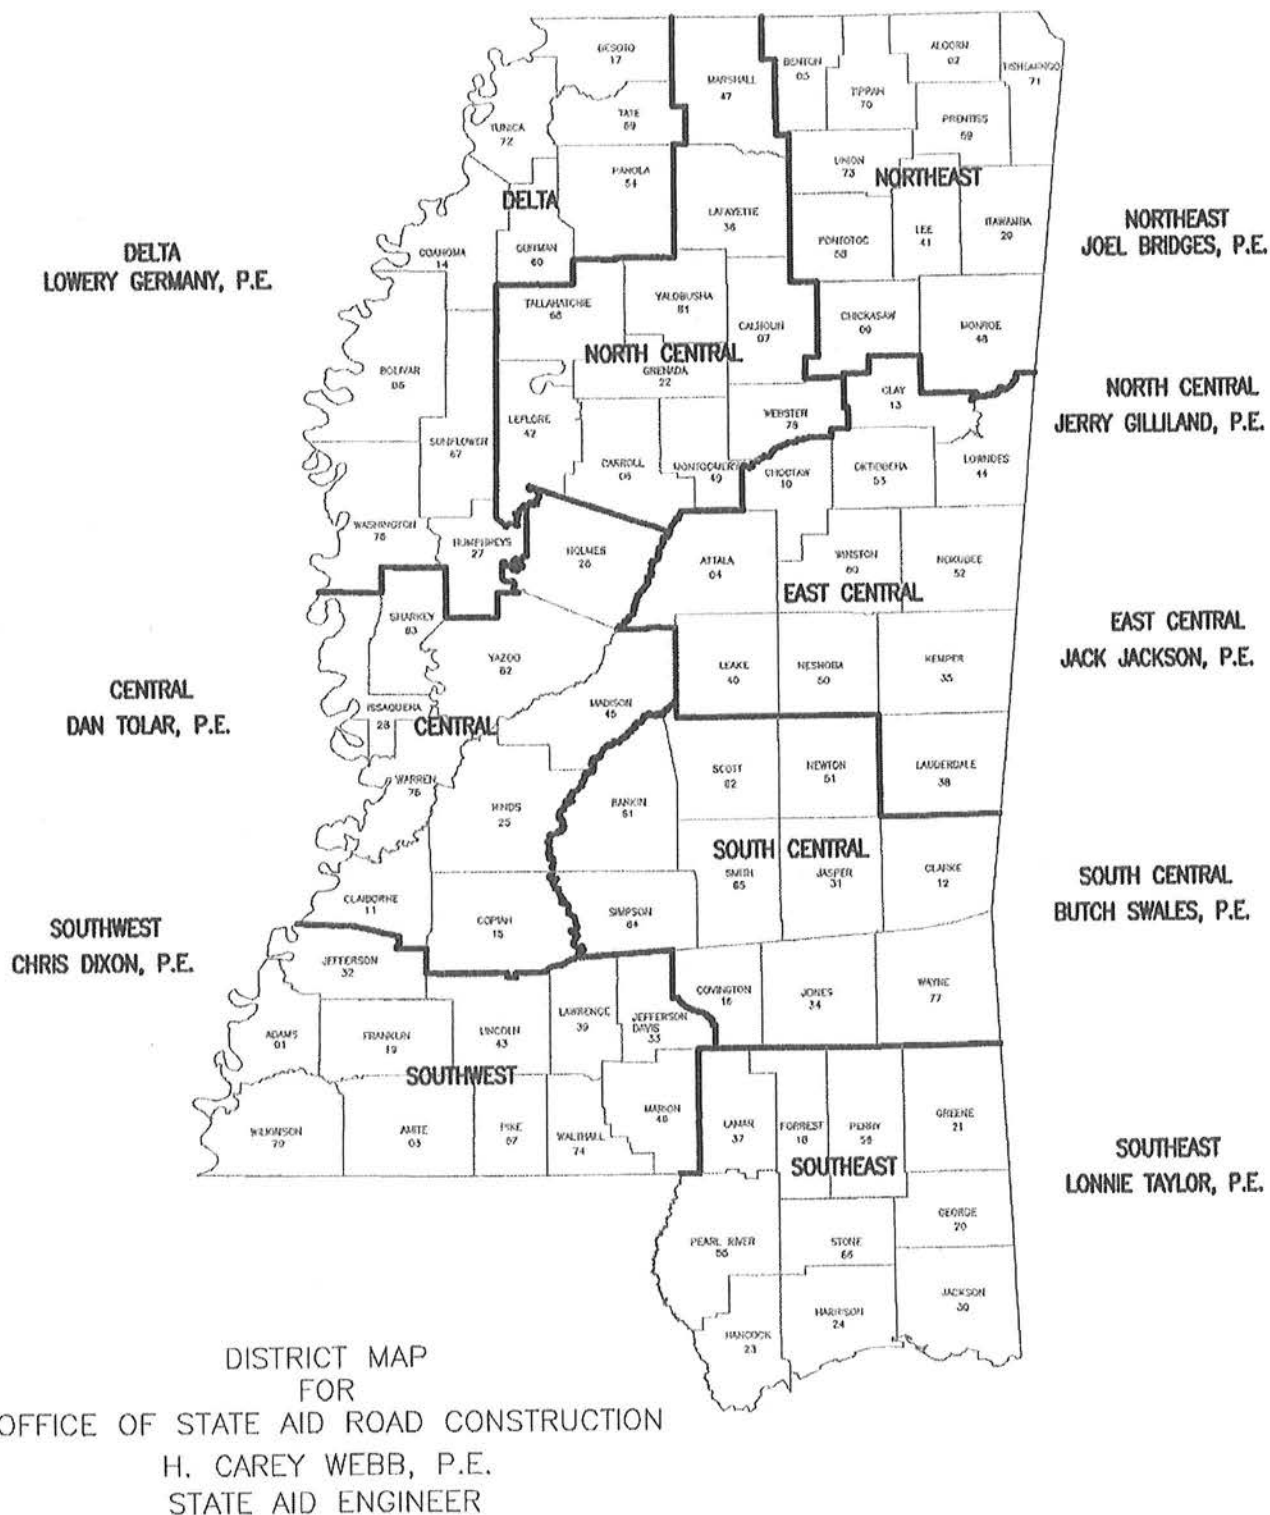 DESOTO
17
MARSHALL
47
BENTON
05
ALCORN
02
TISHOMINGO
71
TIPPAH
70
TATE
69
PRENTISS
59
TUNICA
72
PANOLA
54
UNION
73
NORTHEAST
DELTA
LAFAYETTE
36
PONTOTOC
58
LEE
41
ITAWAMBA
29
NORTHEAST
JOEL BRIDGES, P.E.
DELTA
LOWERY GERMANY, P.E.
COAHOMA
14
QUITMAN
60
TALLAHATCHIE
68
YALOBUSHA
81
CALHOUN
07
CHICKASAW
09
MONROE
48
NORTH CENTRAL
GRENADA
22
BOLIVAR
06
CLAY
13
NORTH CENTRAL
JERRY GILLILAND, P.E.
SUNFLOWER
67
LEFLORE
42
WEBSTER
78
CARROLL
08
MONTGOMERY
49
CHOCTAW
10
OKTIBBEHA
53
LOWNDES
44
WASHINGTON
76
HUMPHREYS
27
HOLMES
26
ATTALA
04
WINSTON
80
NOXUBEE
52
EAST CENTRAL
SHARKEY
63
YAZOO
82
LEAKE
40
NESHOBA
50
KEMPER
35
EAST CENTRAL
JACK JACKSON, P.E.
CENTRAL
DAN TOLAR, P.E.
ISSAQUENA
28
CENTRAL
MADISON
45
WARREN
75
HINDS
25
RANKIN
61
SCOTT
62
NEWTON
51
LAUDERDALE
38
SOUTH CENTRAL
SMITH
65
JASPER
31
CLARKE
12
SOUTH CENTRAL
BUTCH SWALES, P.E.
CLAIBORNE
11
COPIAH
15
SIMPSON
64
SOUTHWEST
CHRIS DIXON, P.E.
JEFFERSON
32
COVINGTON
16
JONES
34
WAYNE
77
ADAMS
01
FRANKLIN
19
LINCOLN
43
LAWRENCE
39
JEFFERSON
DAVIS
33
SOUTHWEST
WILKINSON
79
AMITE
03
PIKE
57
WALTHALL
74
MARION
46
LAMAR
37
FORREST
18
PERRY
56
GREENE
21
SOUTHEAST
SOUTHEAST
LONNIE TAYLOR, P.E.
PEARL RIVER
55
STONE
66
GEORGE
20
HANCOCK
23
HARRISON
24
JACKSON
30
DISTRICT MAP
FOR
OFFICE OF STATE AID ROAD CONSTRUCTION
H. CAREY WEBB, P.E.
STATE AID ENGINEER